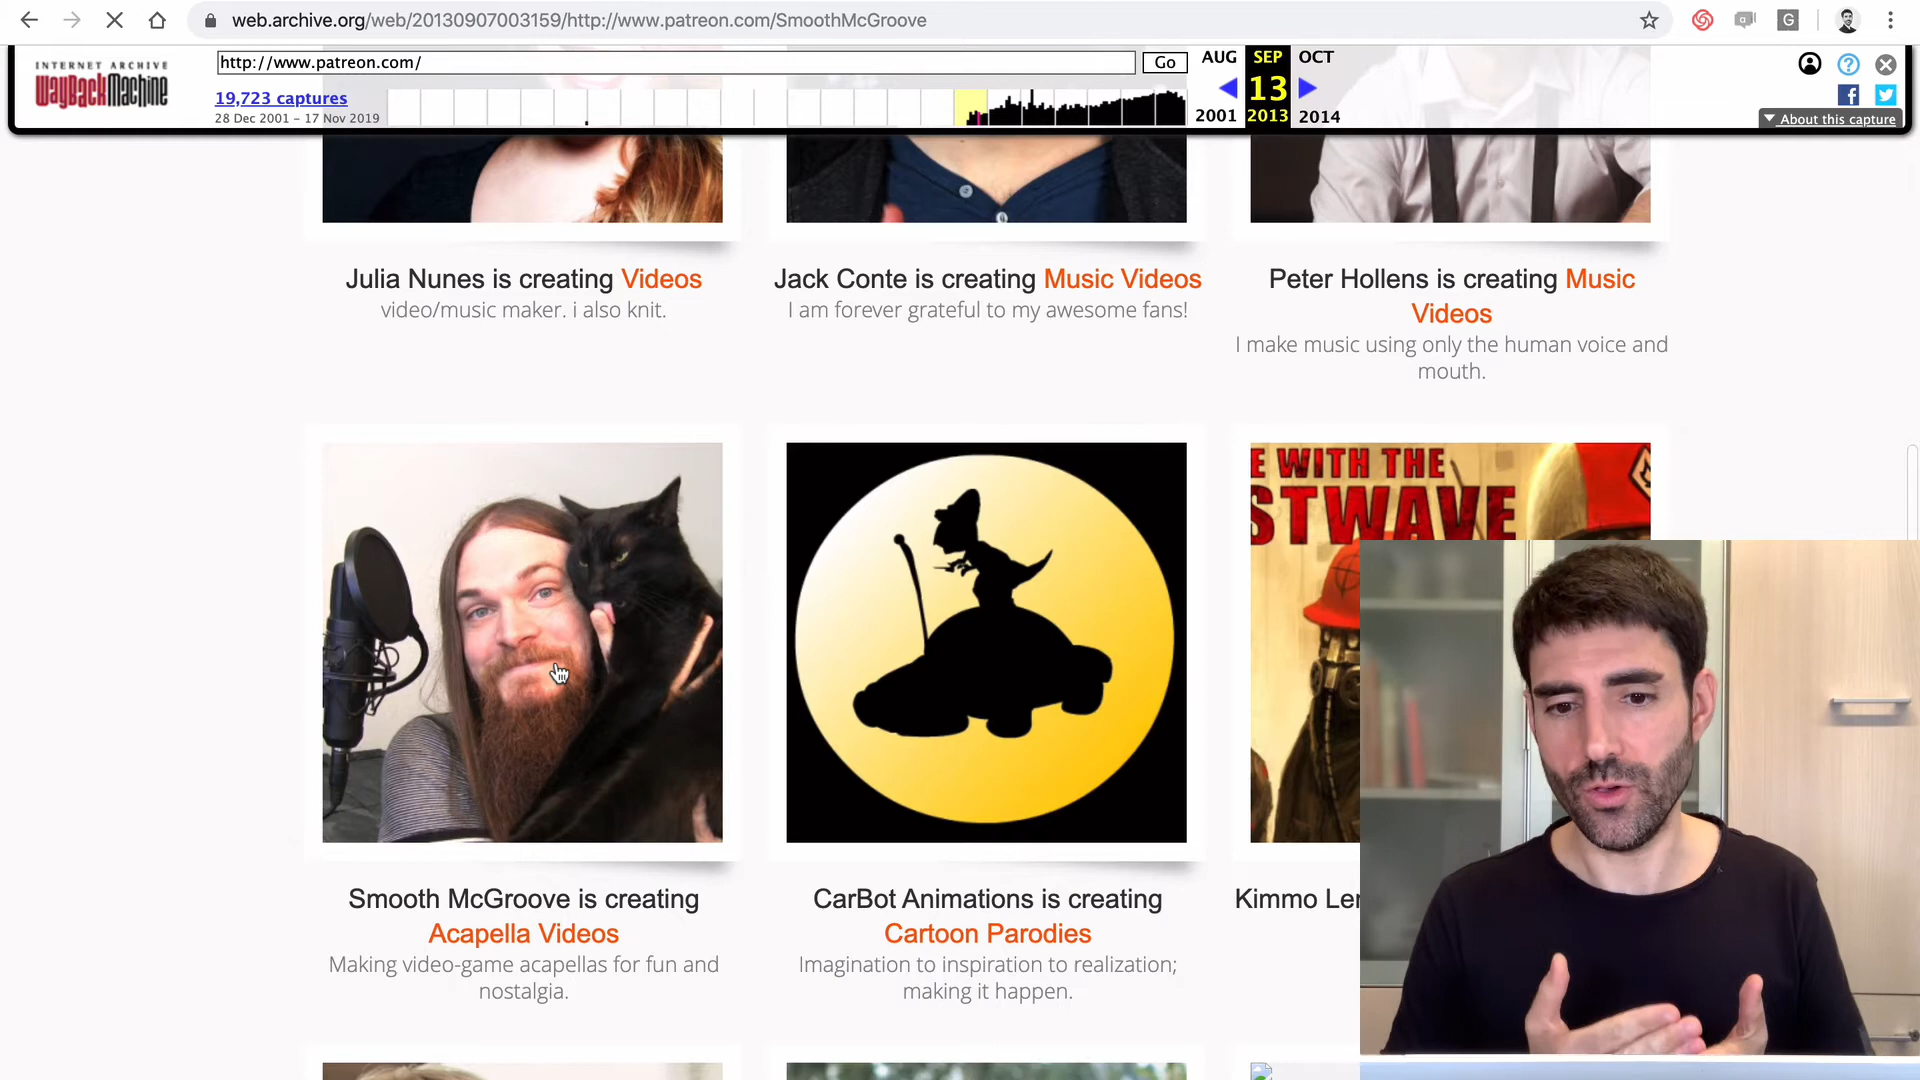 web.archive.org/web/20130907003159/http://www.patreon.com/SmoothMcGroove
G
INTERNET ARCHIVE
WayBackMachine
http://www.patreon.com/
Go
AUG SEP OCT
13
2001 2013 2014
19,723 captures
28 Dec 2001 – 17 Nov 2019
About this capture
Julia Nunes is creating Videos
video/music maker. i also knit.
Jack Conte is creating Music Videos
I am forever grateful to my awesome fans!
Peter Hollens is creating Music
Videos
I make music using only the human voice and
mouth.
E WITH THE
STWAVE
Smooth McGroove is creating
Acapella Videos
Making video-game acapellas for fun and
nostalgia.
CarBot Animations is creating
Cartoon Parodies
Imagination to inspiration to realization;
making it happen.
Kimmo